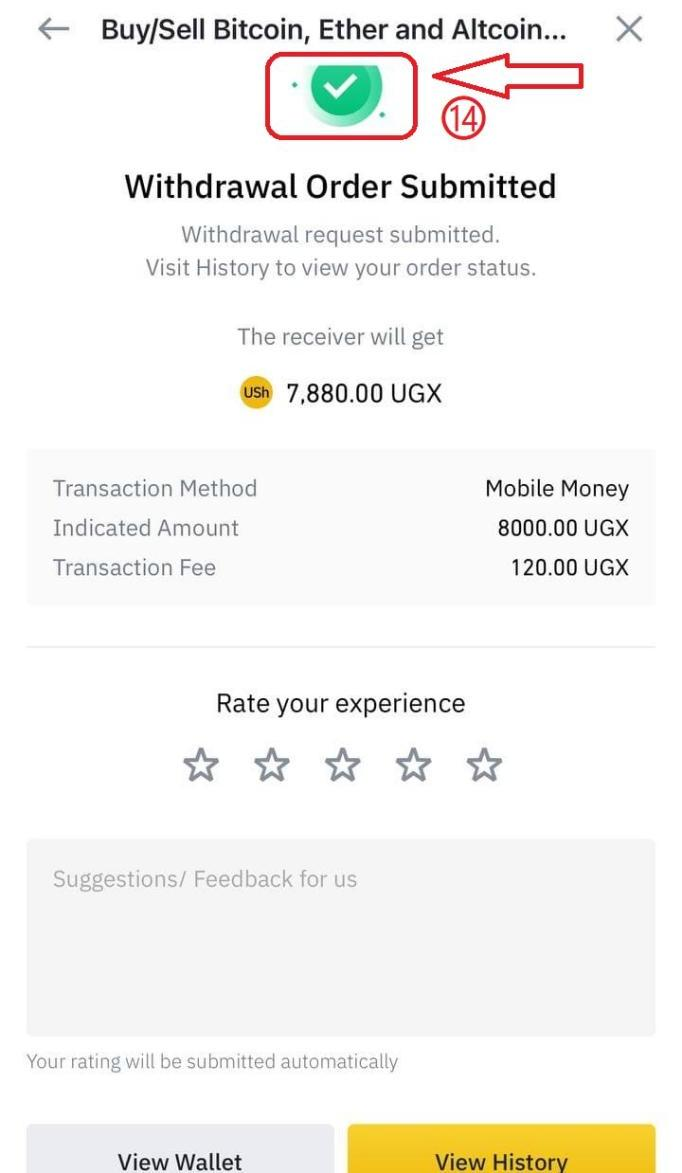 Buy/Sell Bitcoin, Ether and Altcoin...
⑭
Withdrawal Order Submitted
Withdrawal request submitted.
Visit History to view your order status.
The receiver will get
USh 7,880.00 UGX
Transaction Method Mobile Money
Indicated Amount 8000.00 UGX
Transaction Fee 120.00 UGX
Rate your experience
Suggestions/ Feedback for us
Your rating will be submitted automatically
View Wallet View History